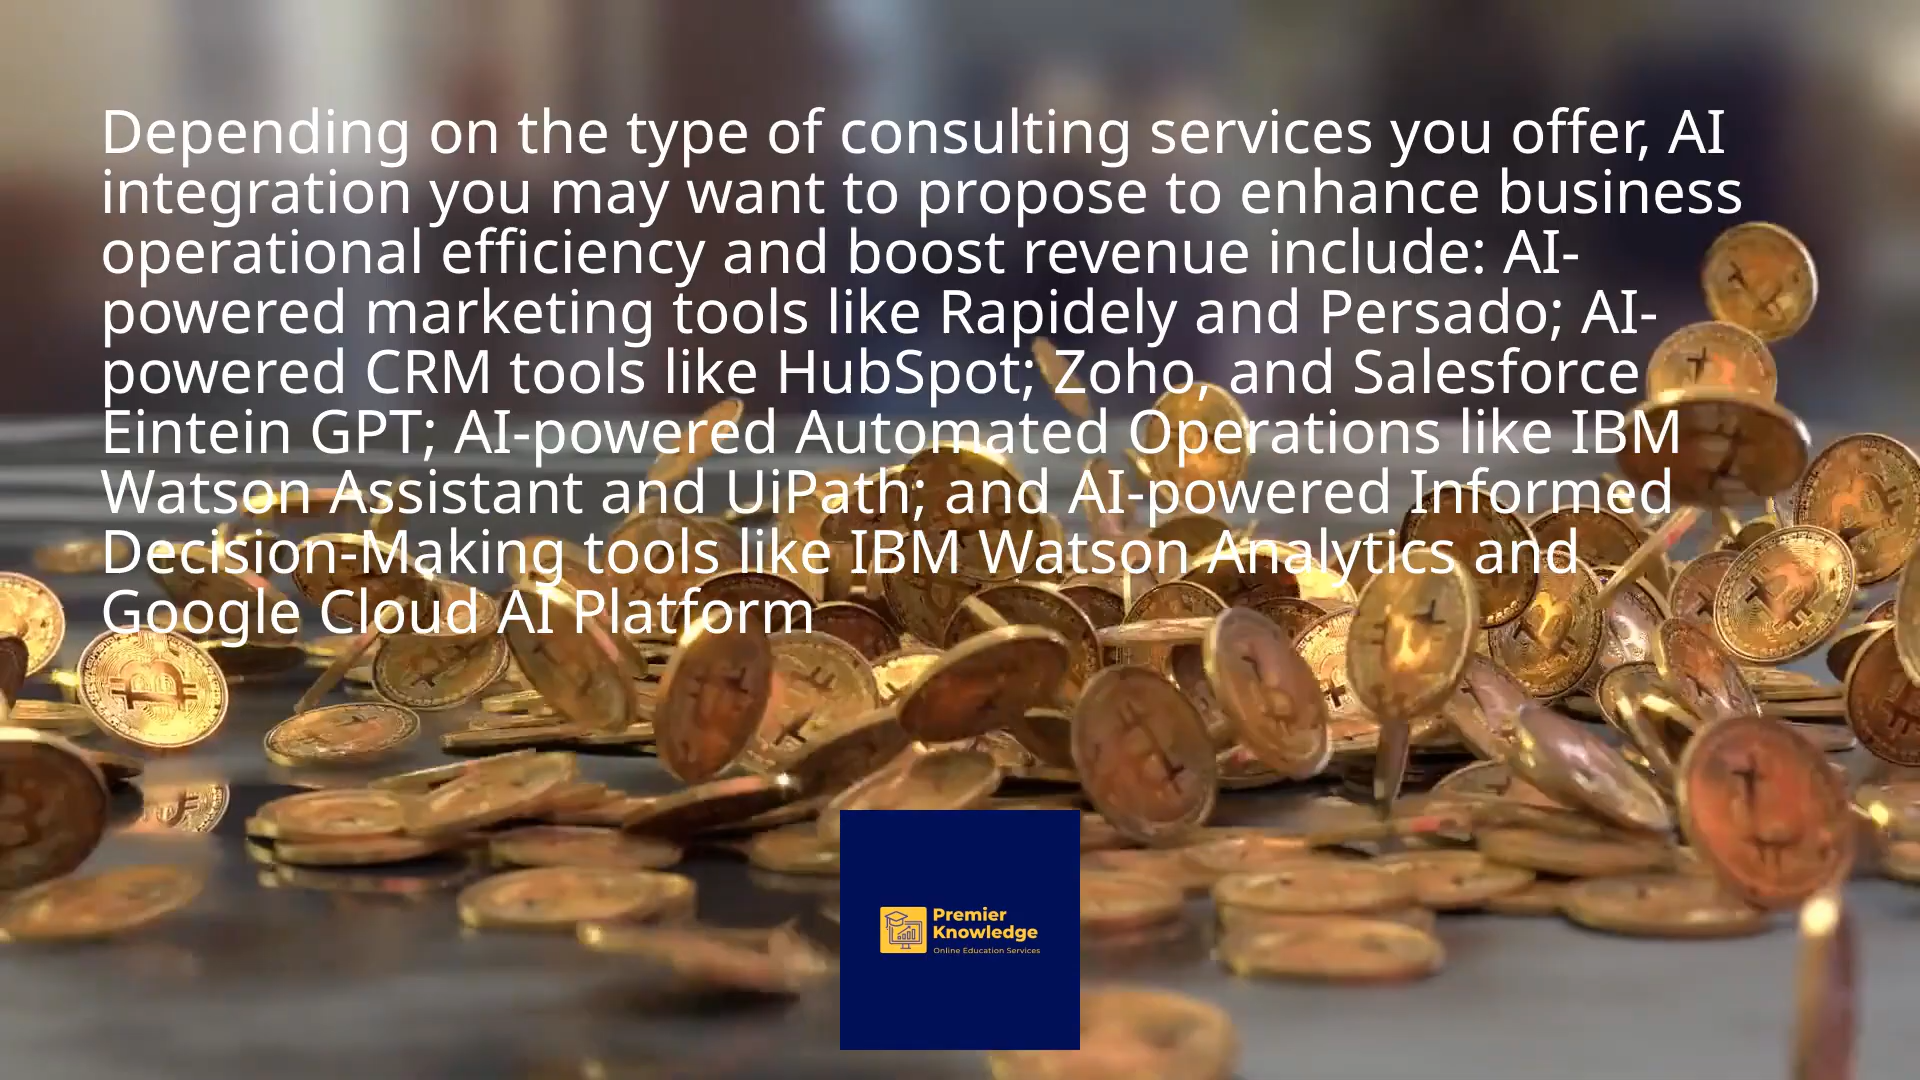 Depending on the type of consulting services you offer, AI
integration you may want to propose to enhance business
operational efficiency and boost revenue include: AI-
powered marketing tools like Rapidely and Persado; AI-
powered CRM tools like HubSpot; Zoho, and Salesforce
Eintein GPT; AI-powered Automated Operations like IBM
Watson Assistant and UiPath; and AI-powered Informed
Decision-Making tools like IBM Watson Analytics and
Google Cloud AI Platform
Premier
Knowledge
Online Education Services